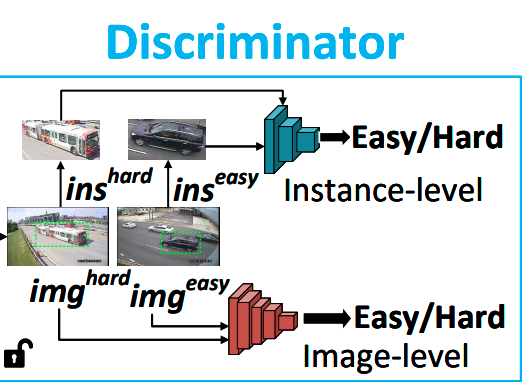 Discriminator
Easy/Hard
ins^hard ins^easy
Instance-level
img^hard img^easy
Easy/Hard
Image-level